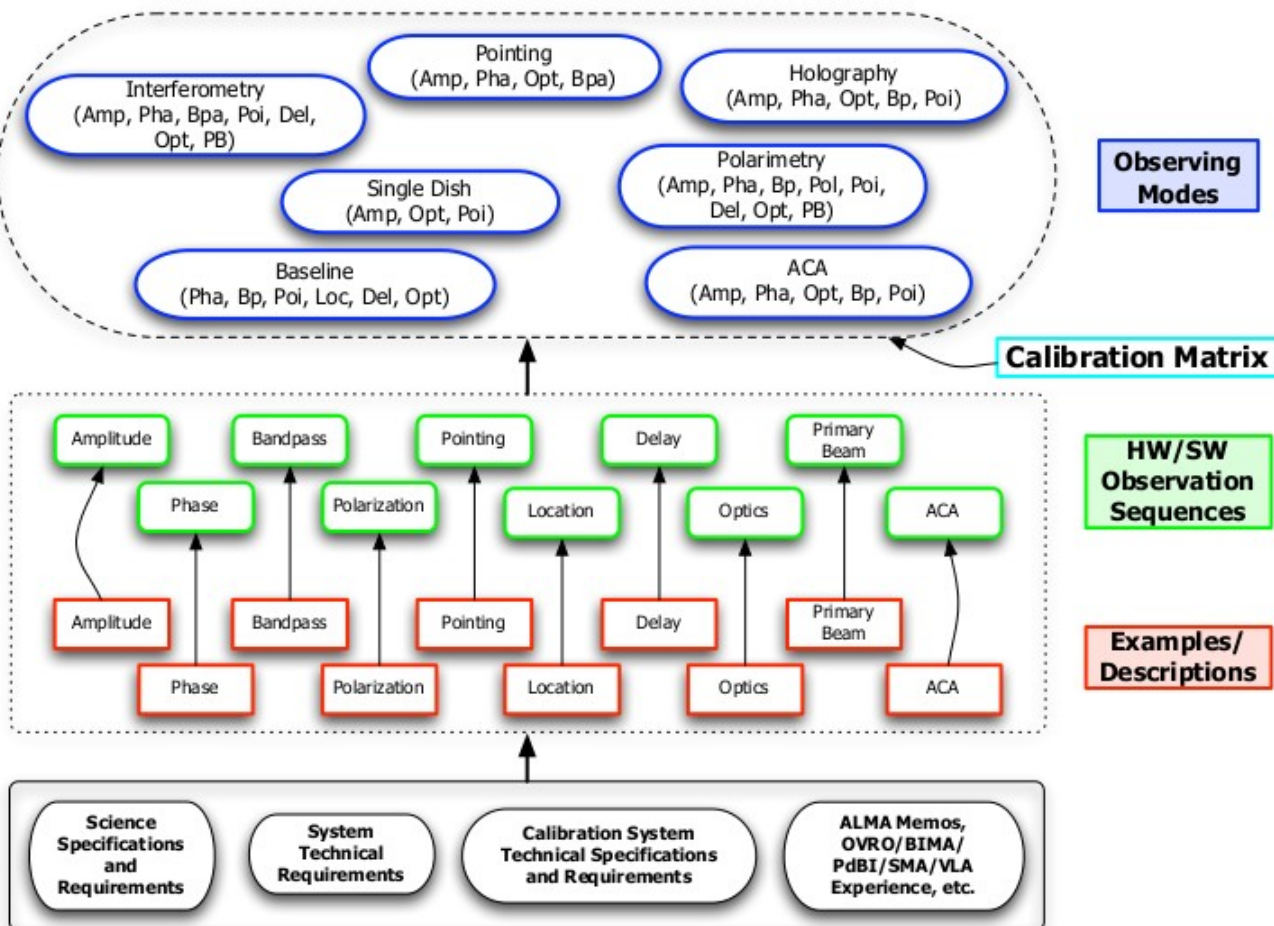 Pointing
(Amp, Pha, Opt, Bpa)
Holography
(Amp, Pha, Opt, Bp, Poi)
Interferometry
(Amp, Pha, Bpa, Poi, Del,
Opt, PB)
Polarimetry
(Amp, Pha, Bp, Pol, Poi,
Del, Opt, PB)
Observing
Modes
Single Dish
(Amp, Opt, Poi)
Baseline
(Pha, Bp, Poi, Loc, Del, Opt)
ACA
(Amp, Pha, Opt, Bp, Poi)
Calibration Matrix
Amplitude
Bandpass
Pointing
Delay
Primary
Beam
HW/SW
Observation
Sequences
Phase
Polarization
Location
Optics
ACA
Amplitude
Bandpass
Pointing
Delay
Primary
Beam
Examples/
Descriptions
Phase
Polarization
Location
Optics
ACA
Science
Specifications
and
Requirements
System
Technical
Requirements
Calibration System
Technical Specifications
and Requirements
ALMA Memos,
OVRO/BIMA/
PdBI/SMA/VLA
Experience, etc.